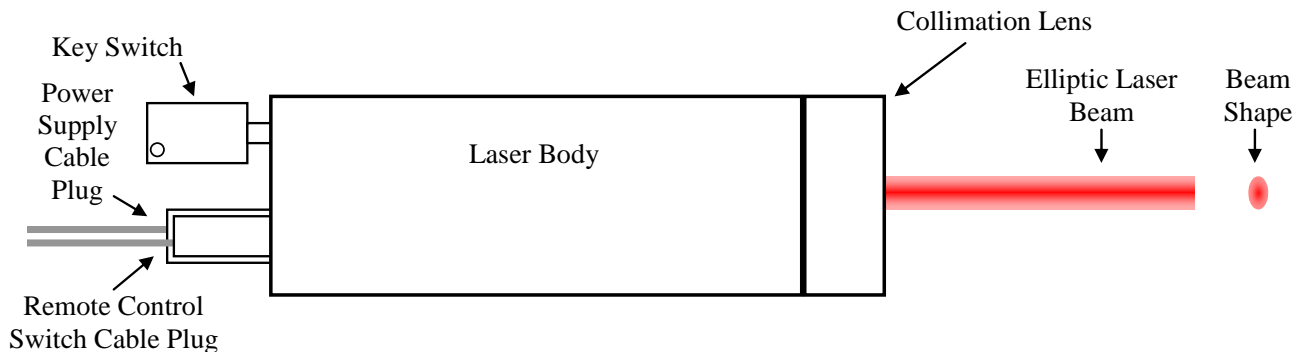 Collimation Lens
Key Switch
Power
Supply
Cable
Plug
Elliptic Laser
Beam
Beam
Shape
Laser Body
Remote Control
Switch Cable Plug